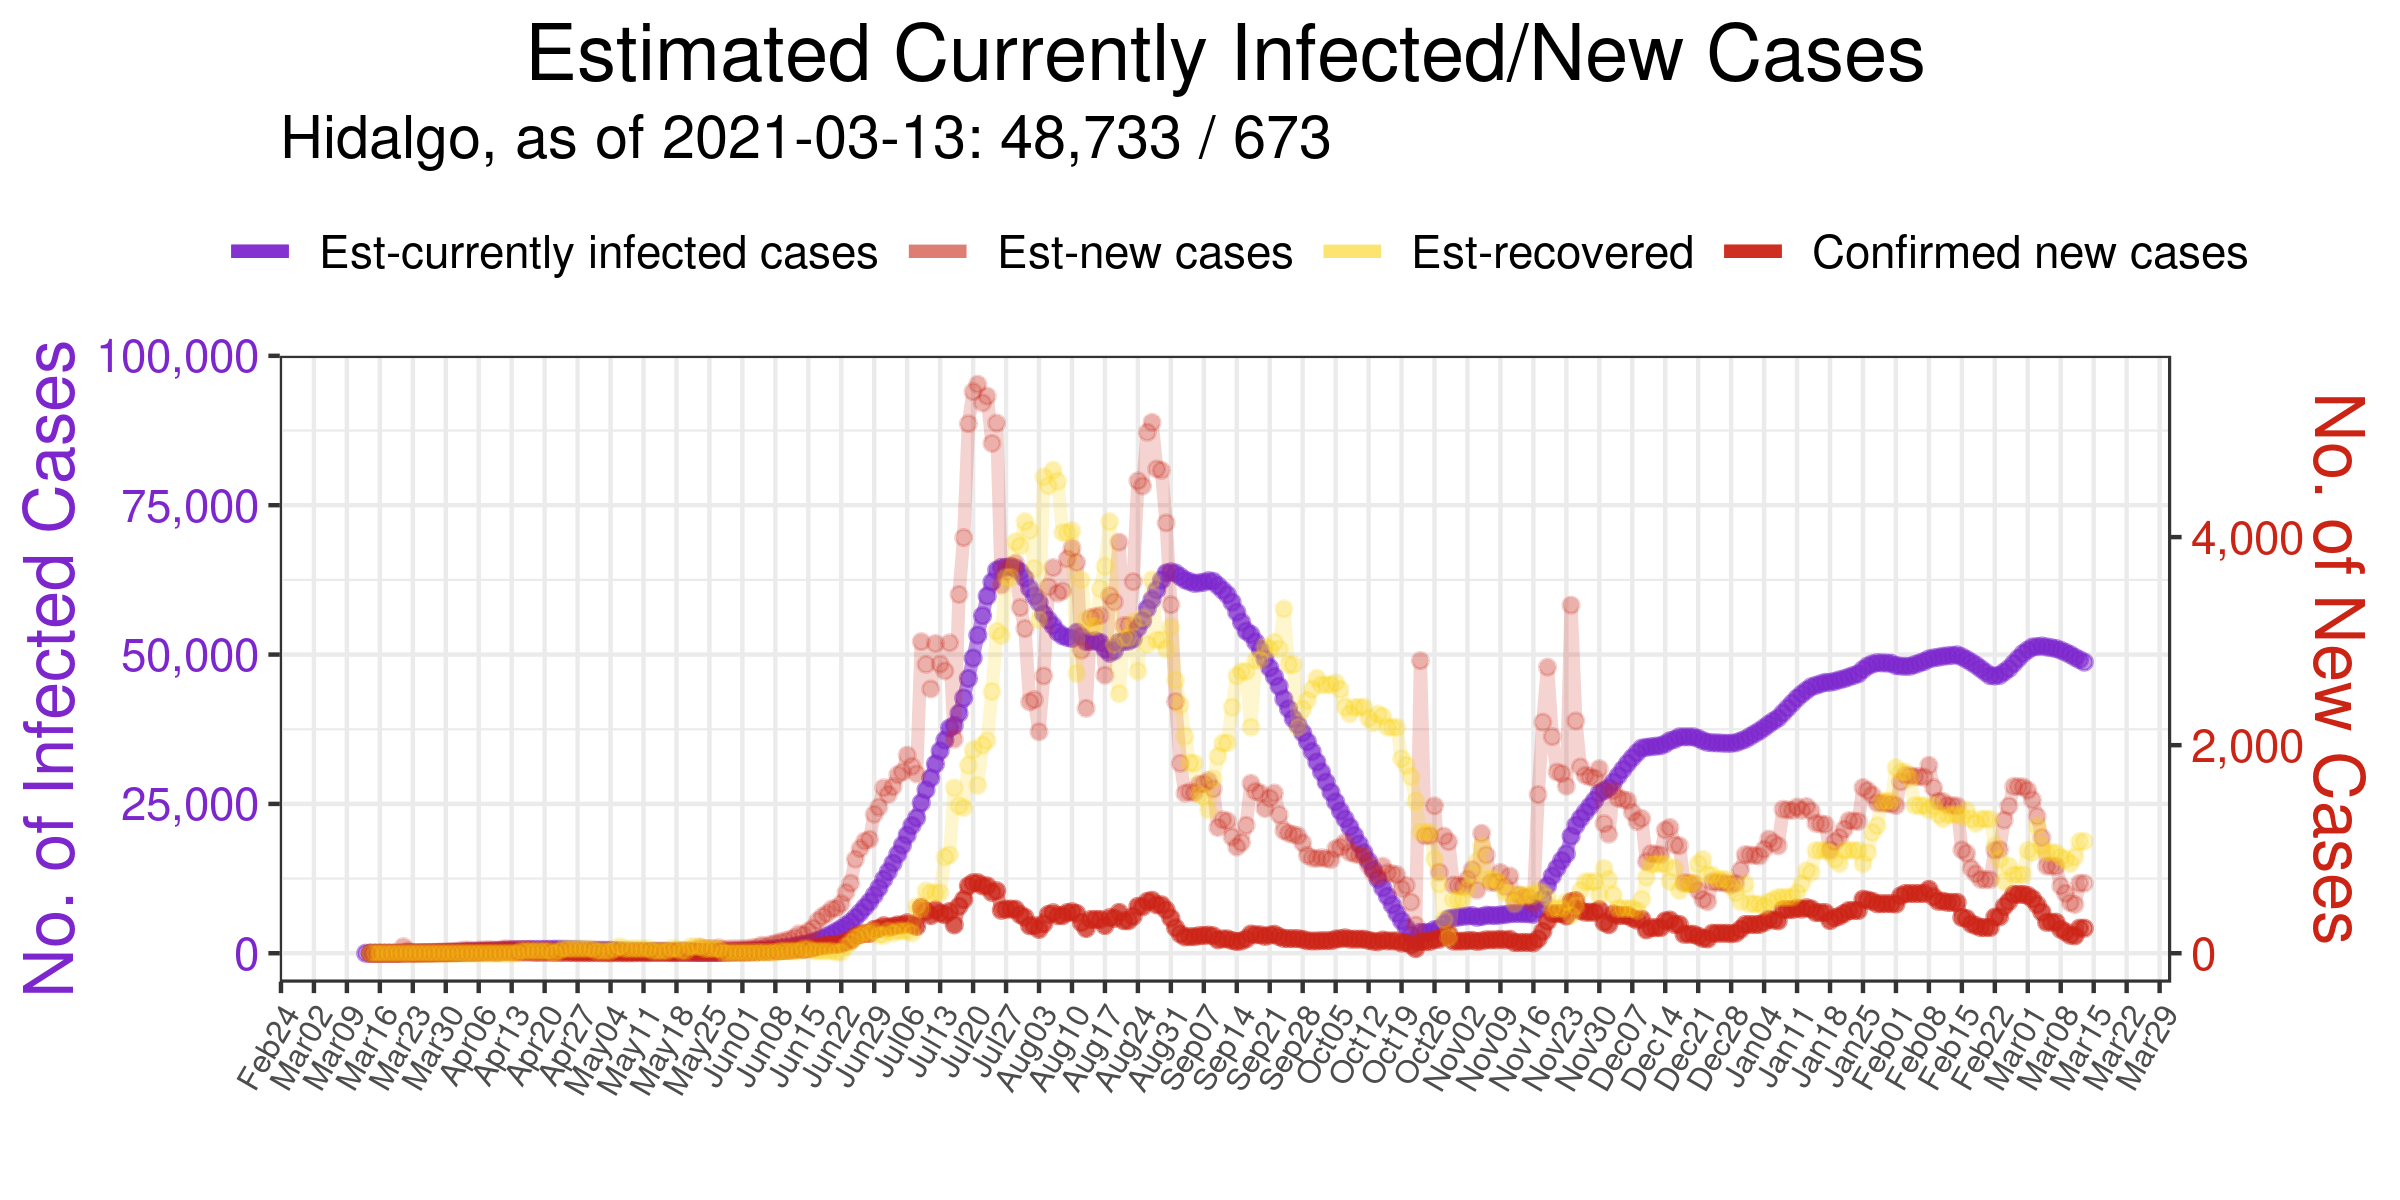 Estimated Currently Infected/New Cases
Hidalgo, as of 2021-03-13: 48,733 / 673
Est-currently infected cases
Est-new cases
Est-recovered
Confirmed new cases
No. of Infected Cases
100,000
75,000
50,000
25,000
0
4,000
2,000
0
No. of New Cases
Feb24
Mar02
Mar09
Mar16
Mar23
Mar30
Apr06
Apr13
Apr20
Apr27
May04
May11
May18
May25
Jun01
Jun08
Jun15
Jun22
Jun29
Jul06
Jul13
Jul20
Jul27
Aug03
Aug10
Aug17
Aug24
Aug31
Sep07
Sep14
Sep21
Sep28
Oct05
Oct12
Oct19
Oct26
Nov02
Nov09
Nov16
Nov23
Nov30
Dec07
Dec14
Dec21
Dec28
Jan04
Jan11
Jan18
Jan25
Feb01
Feb08
Feb15
Feb22
Mar01
Mar08
Mar15
Mar22
Mar29